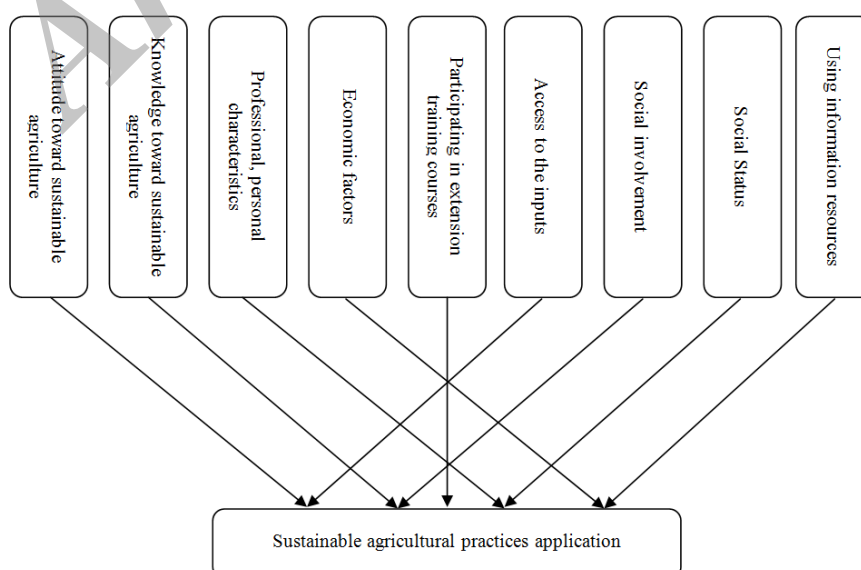 Attitude toward sustainable
agriculture
Knowledge toward sustainable
agriculture
Professional, personal
characteristics
Economic factors
Participating in extension
training courses
Access to the inputs
Social involvement
Social Status
Using information resources
Sustainable agricultural practices application